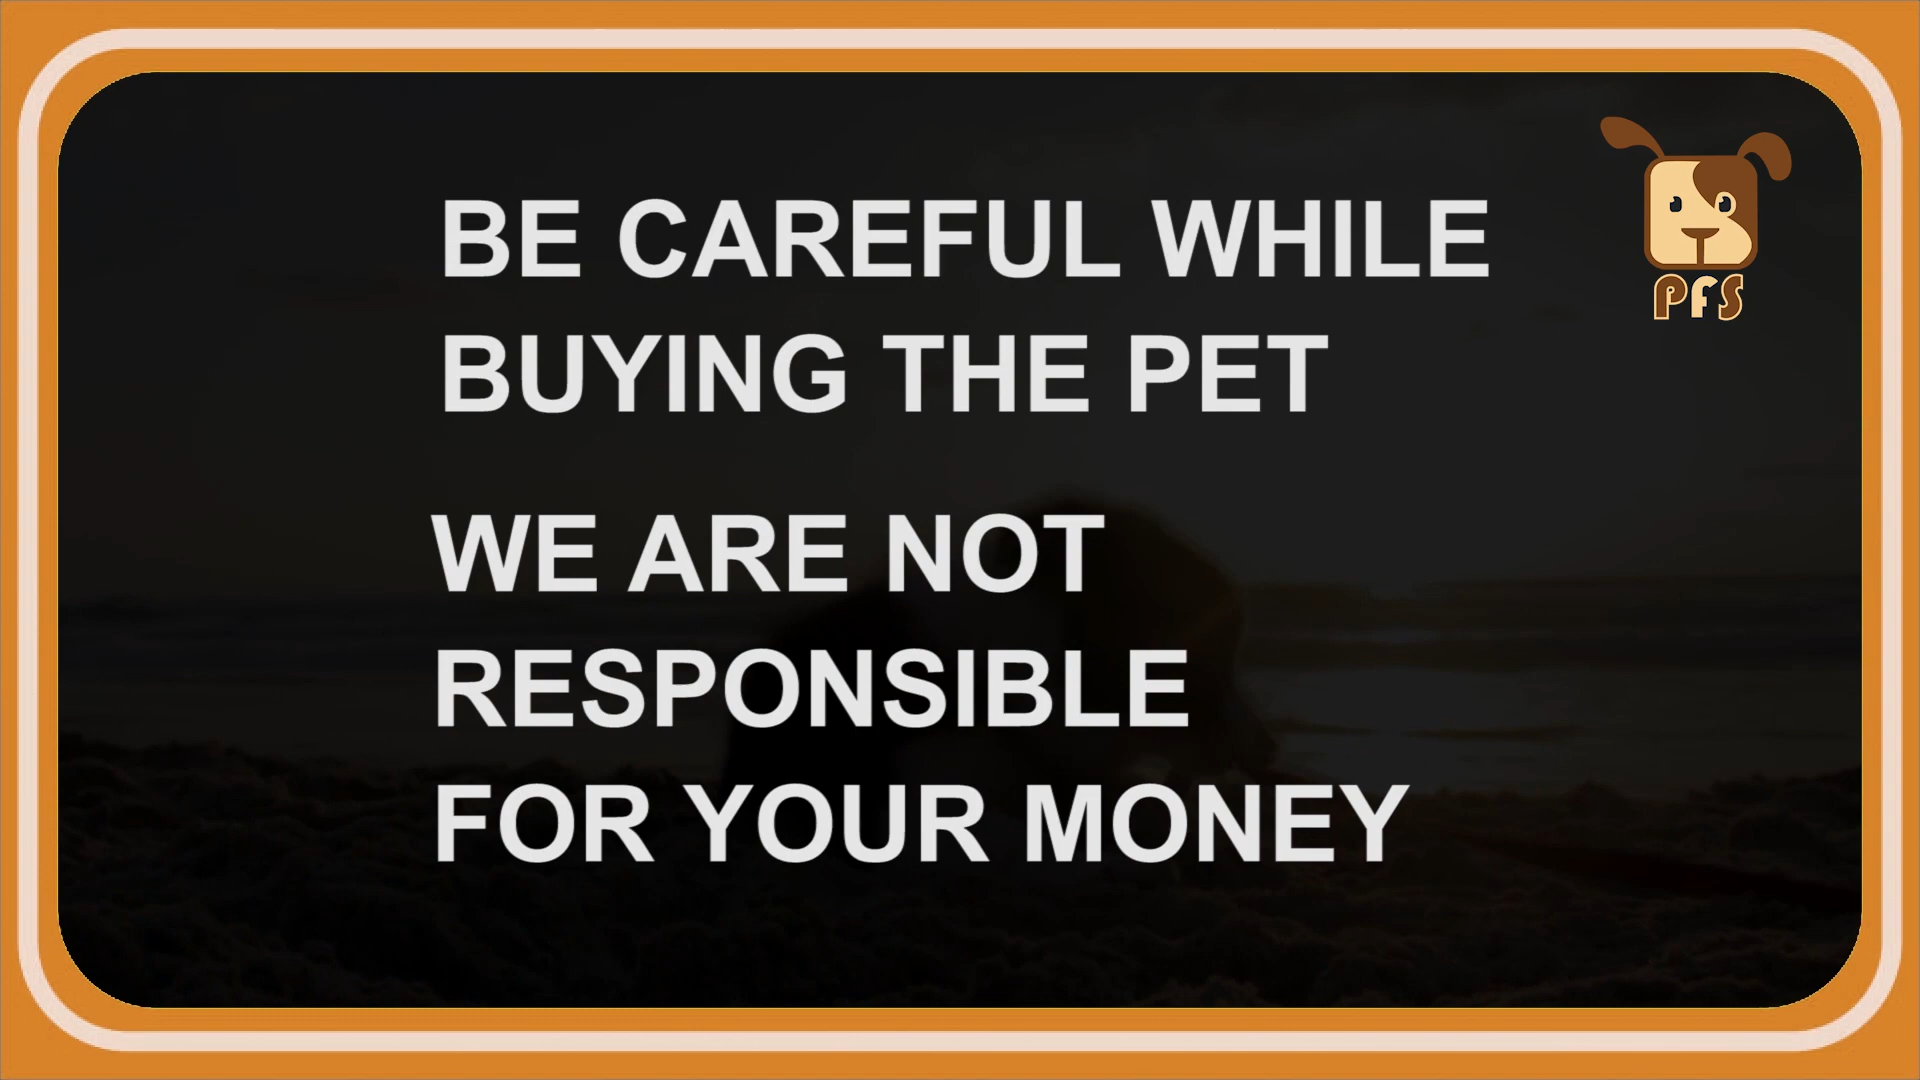 BE CAREFUL WHILE
BUYING THE PET
WE ARE NOT
RESPONSIBLE
FOR YOUR MONEY
PFS